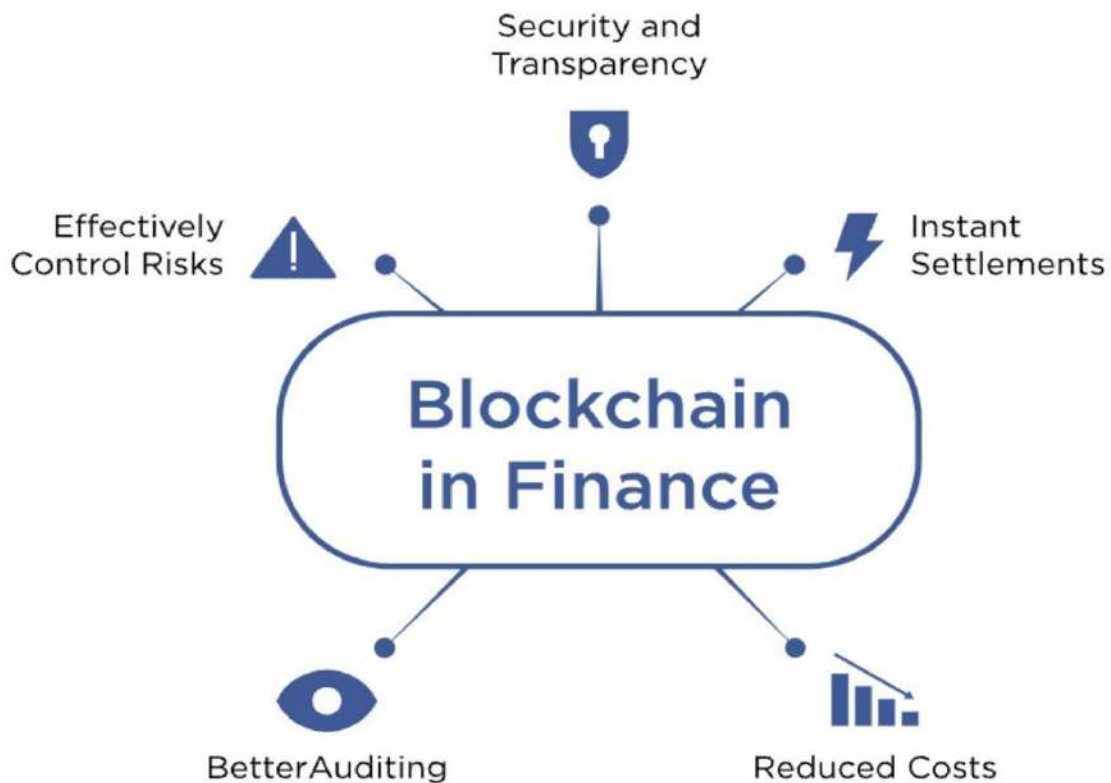 Security and
Transparency
Effectively
Control Risks
Instant
Settlements
Blockchain
in Finance
BetterAuditing
Reduced Costs